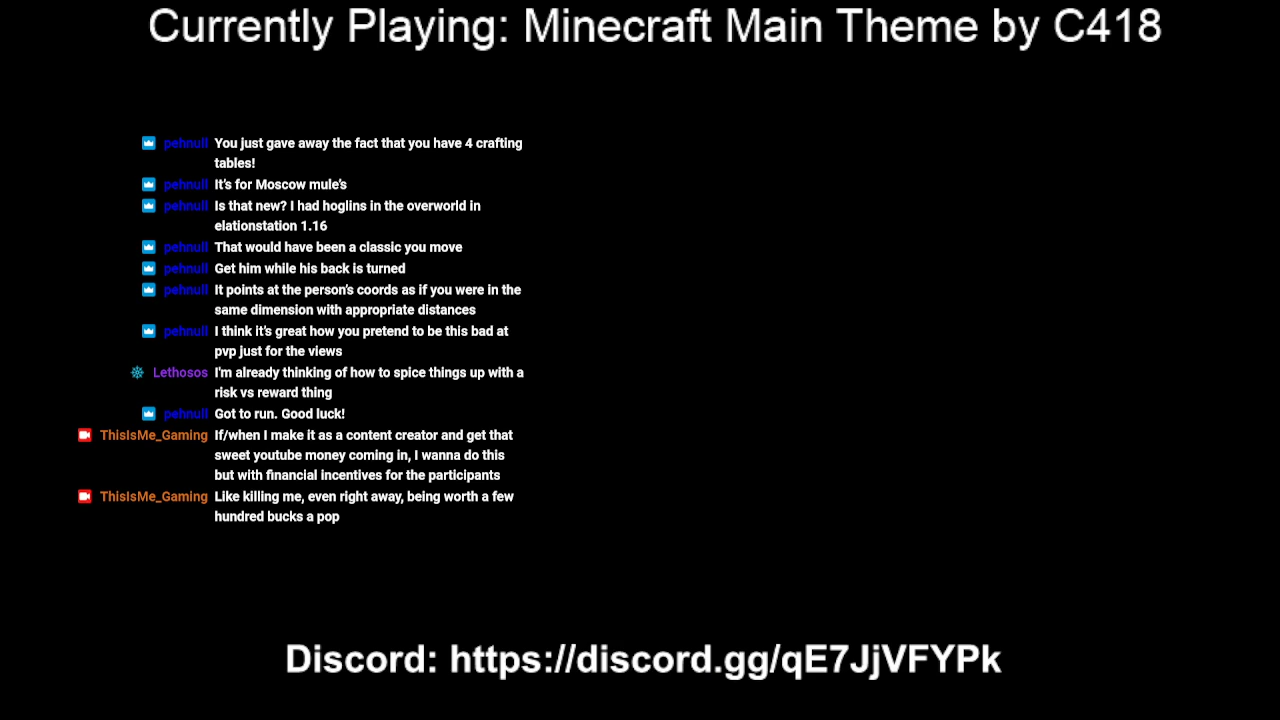 Currently Playing: Minecraft Main Theme by C418
pehnull You just gave away the fact that you have 4 crafting
tables!
pehnull It's for Moscow mule's
pehnull Is that new? I had hoglins in the overworld in
elationstation 1.16
pehnull That would have been a classic you move
pehnull Get him while his back is turned
pehnull It points at the person's coords as if you were in the
same dimension with appropriate distances
pehnull I think it's great how you pretend to be this bad at
pvp just for the views
Lethosos I'm already thinking of how to spice things up with a
risk vs reward thing
pehnull Got to run. Good luck!
ThisIsMe_Gaming If/when I make it as a content creator and get that
sweet youtube money coming in, I wanna do this
but with financial incentives for the participants
ThisIsMe_Gaming Like killing me, even right away, being worth a few
hundred bucks a pop
Discord: https://discord.gg/qE7JjVFYPk